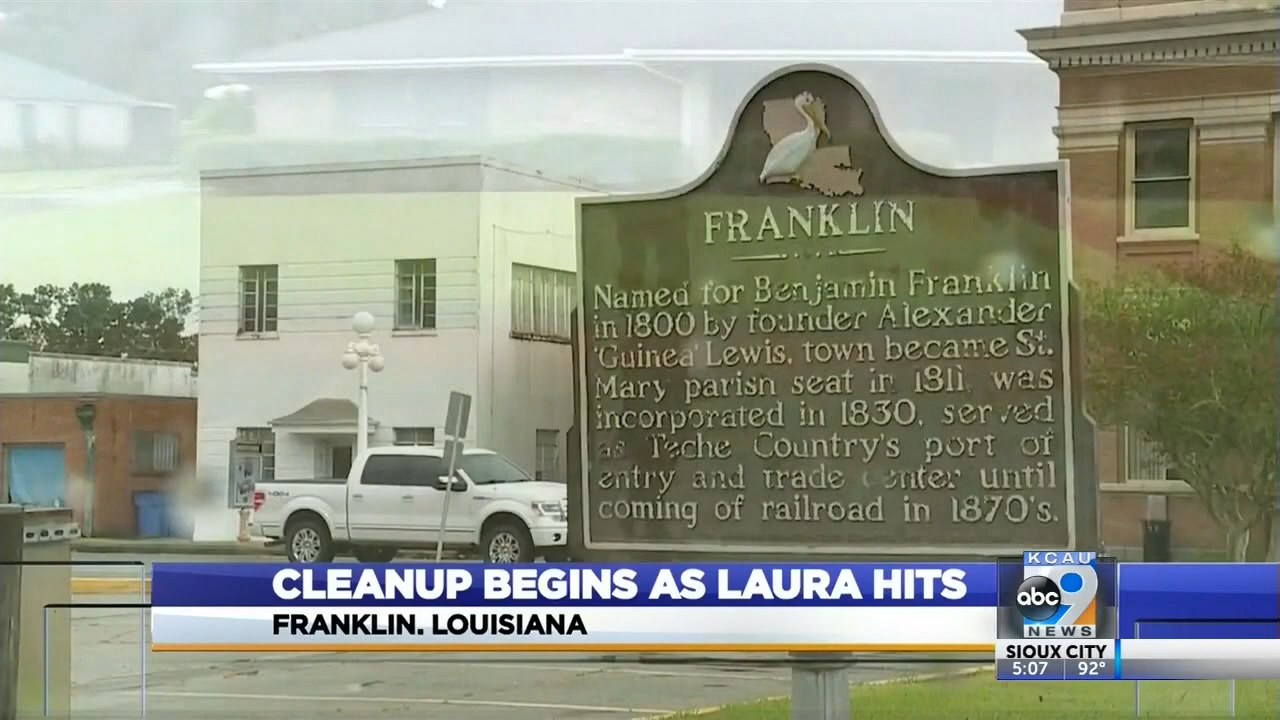 FRANKLIN
Named for Benjamin Franklin
in 1800 by founder Alexander
'Guinea' Lewis, town became St.
Mary parish seat in 1811, was
incorporated in 1830, served
as Teche Country's port of
entry and trade center until
coming of railroad in 1870's.
CLEANUP BEGINS AS LAURA HITS
FRANKLIN. LOUISIANA
KCAU
abc 9
NEWS
SIOUX CITY
5:07 92°